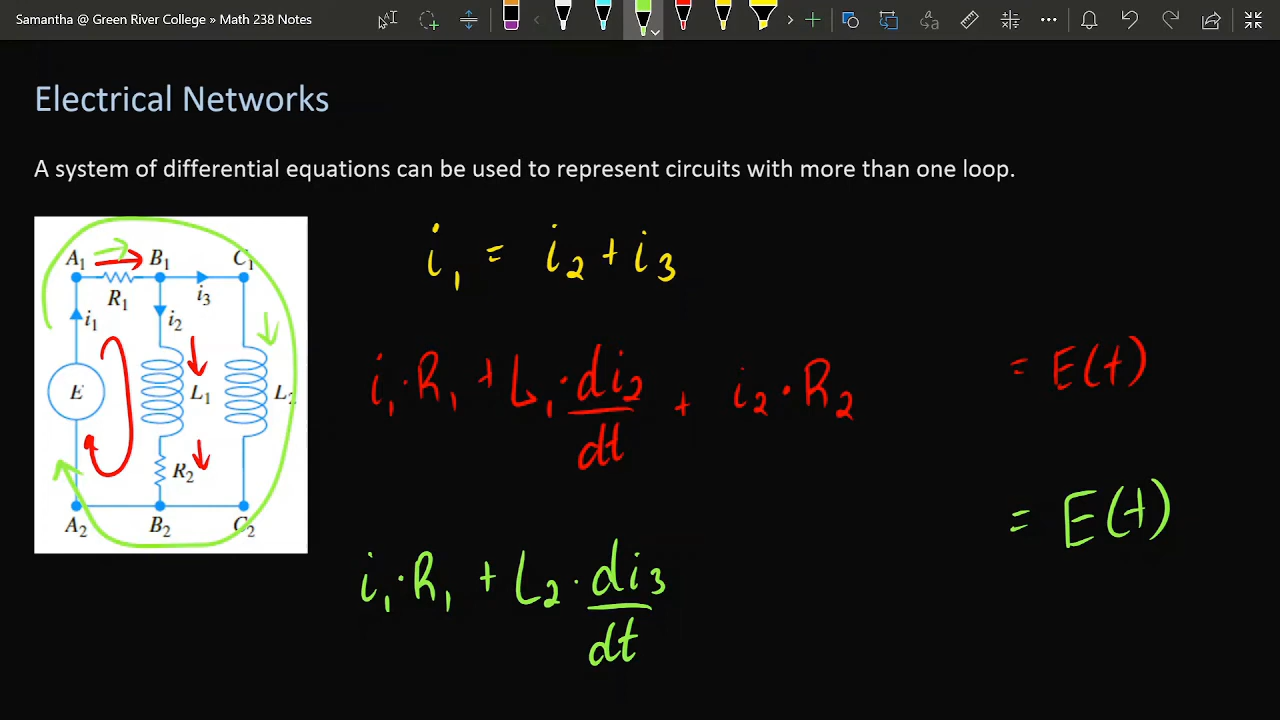 Samantha @ Green River College » Math 238 Notes
Electrical Networks
A system of differential equations can be used to represent circuits with more than one loop.
A₁ B₁ C₁
R₁ i₃
i₁ i₂
E L₁ L₂
R₂
A₂ B₂ C₂
i₁ = i₂ + i₃
i₁·R₁ + L₁·di₂/dt + i₂·R₂ = E(t)
i₁·R₁ + L₂·di₃/dt = E(t)